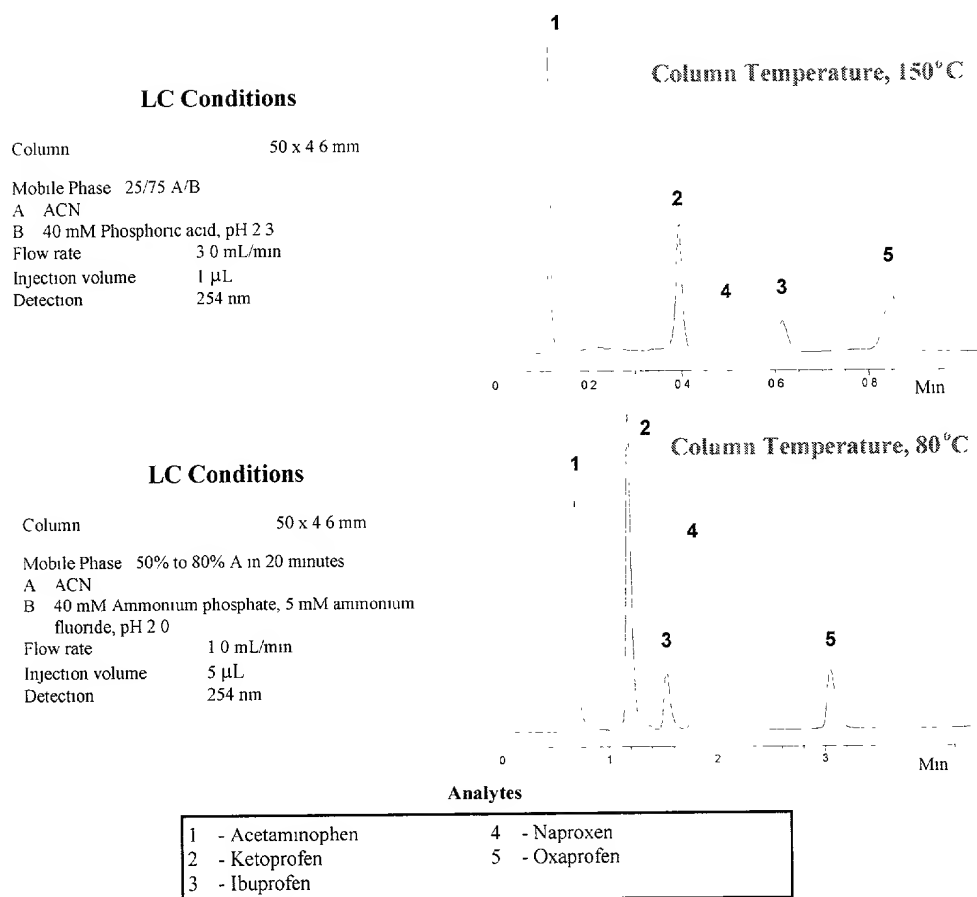 1
Column Temperature, 150°C
LC Conditions
Column 50 x 4 6 mm
Mobile Phase 25/75 A/B
A ACN
B 40 mM Phosphoric acid, pH 2 3
Flow rate 3 0 mL/min
Injection volume 1 µL
Detection 254 nm
2
4
3
5
0 02 04 06 08 Min
2
Column Temperature, 80°C
LC Conditions
1
Column 50 x 4 6 mm
4
Mobile Phase 50% to 80% A in 20 minutes
A ACN
B 40 mM Ammonium phosphate, 5 mM ammonium
fluoride, pH 2 0
Flow rate 1 0 mL/min
Injection volume 5 µL
Detection 254 nm
3
5
0 1 2 3 Min
Analytes
1 - Acetaminophen 4 - Naproxen
2 - Ketoprofen 5 - Oxaprofen
3 - Ibuprofen